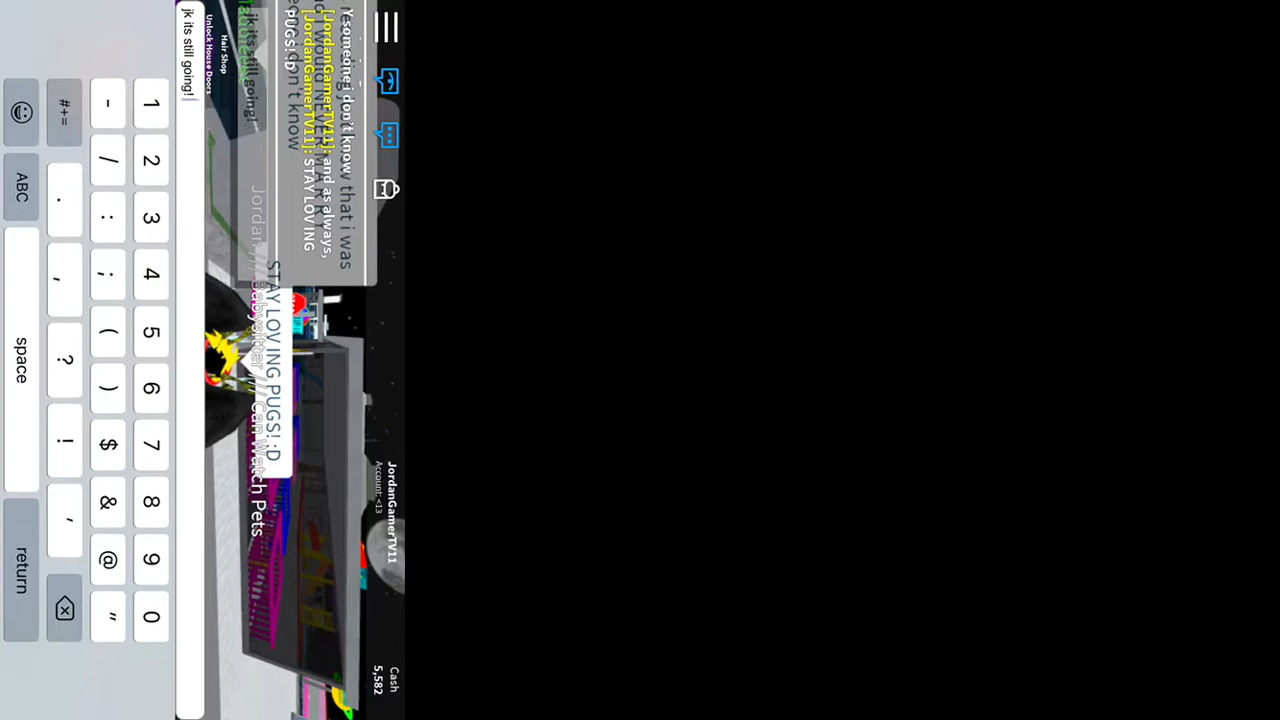 JordanGamerTV11
Account: <13
Cash
5,582
Y someone i don't know
[JordanGamerTV11]: and as always,
[JordanGamerTV11]: STAY LOVING
PUGS! :D
that i was
don't know
jk its still going!
STAY LOVING PUGS! :D
Jordan /// Babysitter /// Can Watch Pets
Hair Shop
Unlock House Doors
jk its still going!
1 2 3 4 5 6 7 8 9 0
- / : ; ( ) $ & @ "
#+= . , ? ! '
ABC space return